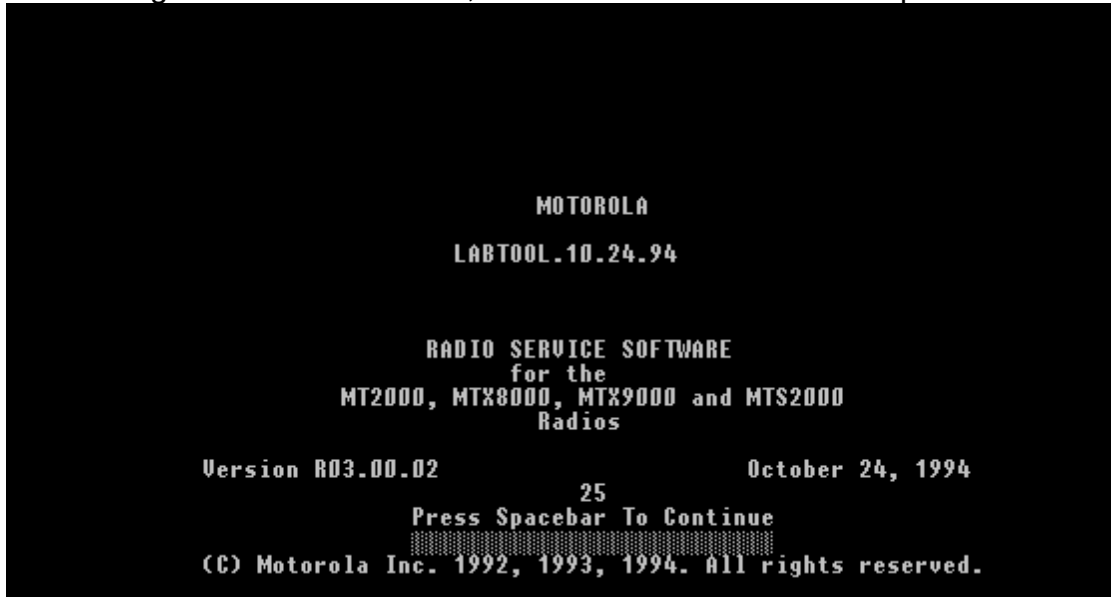 MOTOROLA
LABTOOL.10.24.94
RADIO SERVICE SOFTWARE
for the
MT2000, MTX8000, MTX9000 and MTS2000
Radios
Version R03.00.02 October 24, 1994
25
Press Spacebar To Continue
(C) Motorola Inc. 1992, 1993, 1994. All rights reserved.